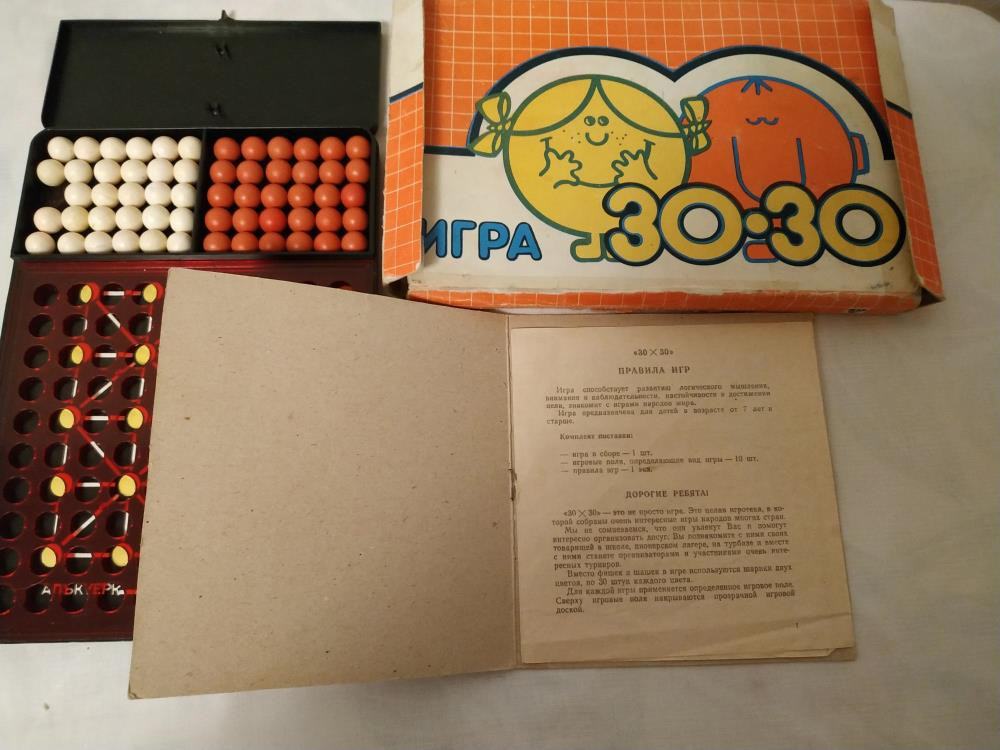 ИГРА 30·30
«30×30»
ПРАВИЛА ИГР
Игра способствует развитию логического мышления,
внимания и наблюдательности, настойчивости в достижении
цели, знакомит с играми народов мира.
Игра предназначена для детей в возрасте от 7 лет и
старше.
Комплект поставки:
— игра в сборе — 1 шт.
— игровые поля, определяющие вид игры — 10 шт.
— правила игр — 1 экз.
ДОРОГИЕ РЕБЯТА!
«30×30» — это не просто игра. Это целая игротека, в ко-
торой собраны очень интересные игры народов многих стран.
Мы не сомневаемся, что они увлекут Вас и помогут
интересно организовать досуг. Вы познакомите с ними своих
товарищей в школе, пионерском лагере, на турбазе и вместе
с ними станете организаторами и участниками очень инте-
ресных турниров.
Вместо фишек и шашек в игре используются шарики двух
цветов, по 30 штук каждого цвета.
Для каждой игры применяется определенное игровое поле.
Сверху игровые поля накрываются прозрачной игровой
доской.
1
АЛЬКУЕРК